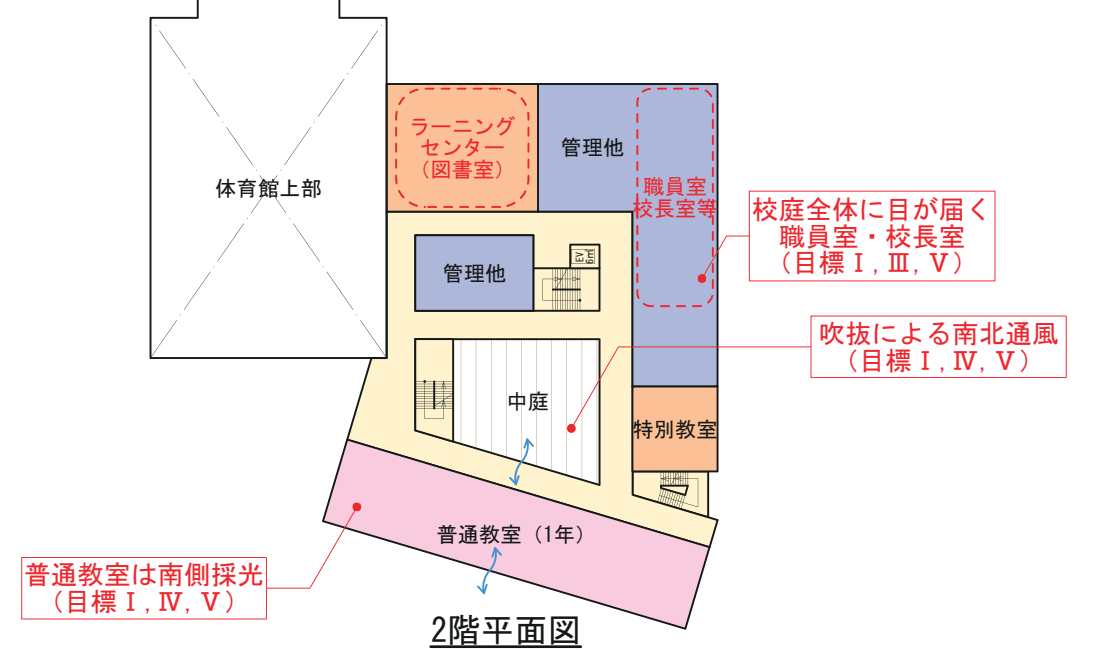 ラーニング
センター
（図書室）
管理他
体育館上部
職員室
校長室等
校庭全体に目が届く
職員室・校長室
（目標Ⅰ，Ⅲ，Ⅴ）
管理他
EV
6㎡
吹抜による南北通風
（目標Ⅰ，Ⅳ，Ⅴ）
中庭
特別教室
普通教室（1年）
普通教室は南側採光
（目標Ⅰ，Ⅳ，Ⅴ）
2階平面図